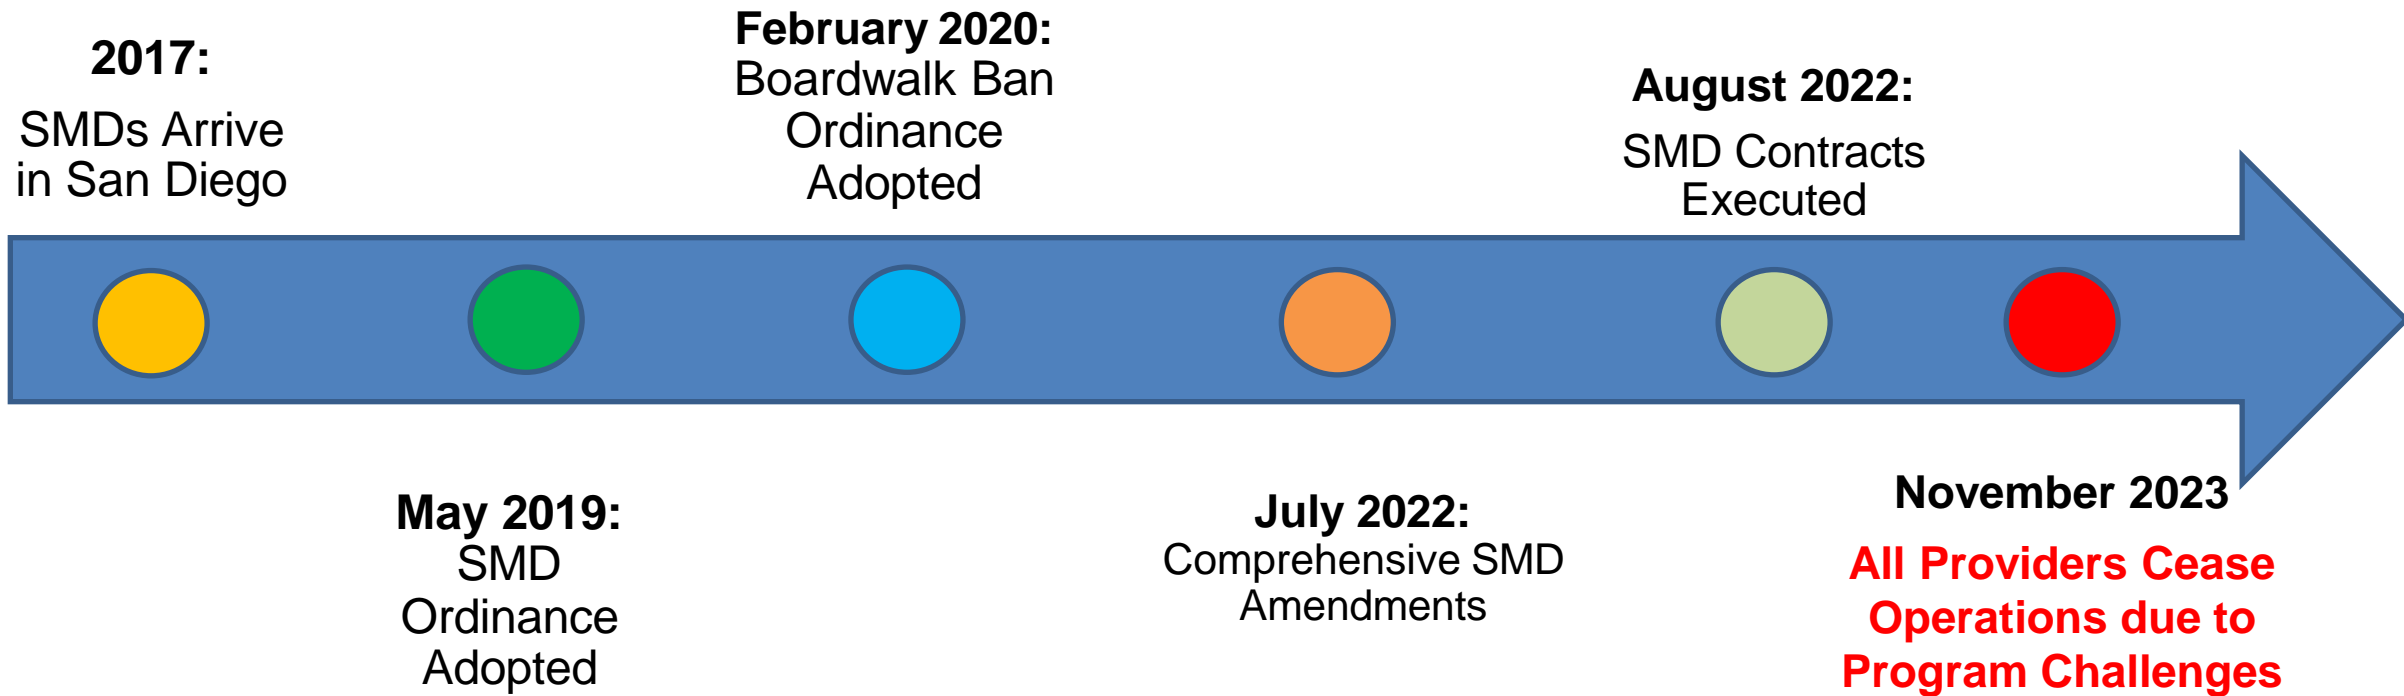 2017:
SMDs Arrive
in San Diego
May 2019:
SMD
Ordinance
Adopted
February 2020:
Boardwalk Ban
Ordinance
Adopted
July 2022:
Comprehensive SMD
Amendments
August 2022:
SMD Contracts
Executed
November 2023
All Providers Cease
Operations due to
Program Challenges